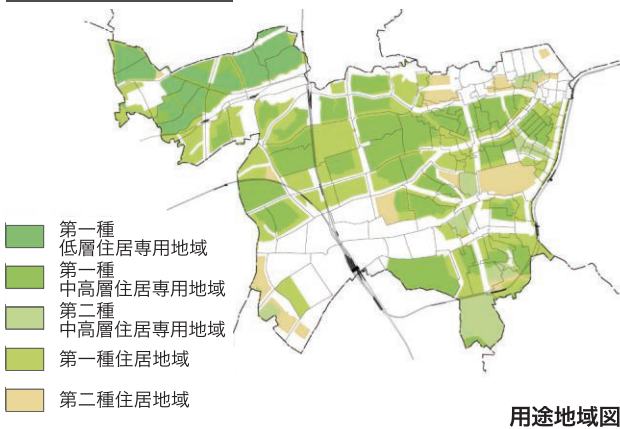 第一種
低層住居専用地域
第一種
中高層住居専用地域
第二種
中高層住居専用地域
第一種住居地域
第二種住居地域
用途地域図